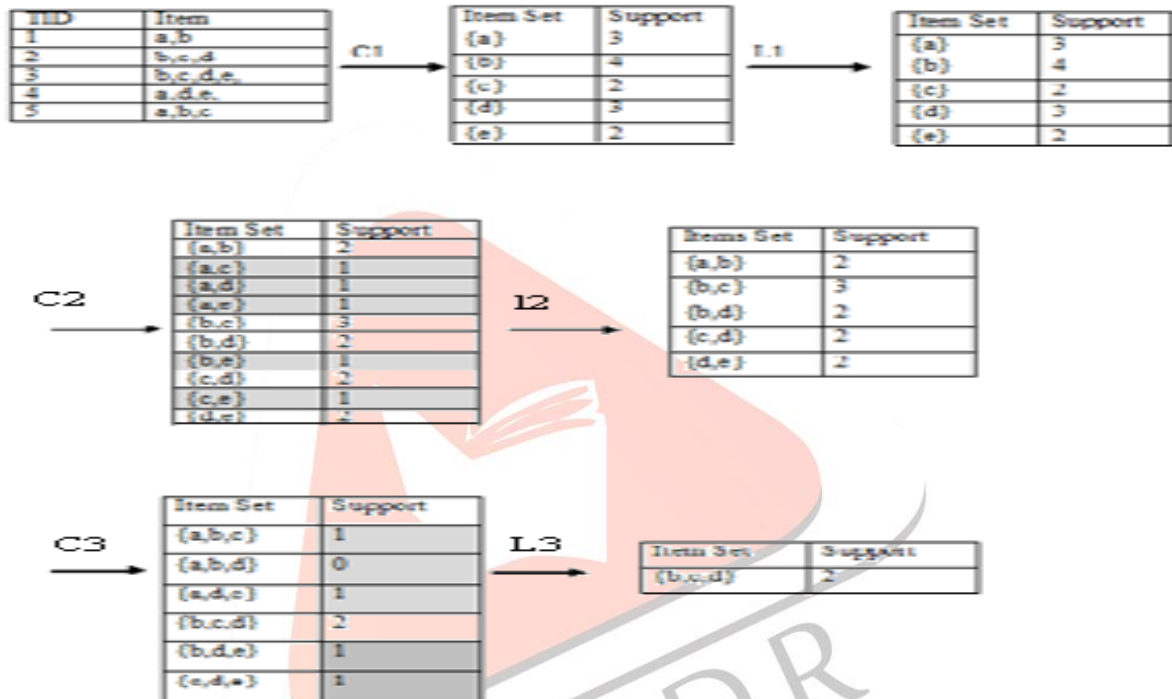 TID Item
1 a,b
2 b,c,d
3 b,c,d,e,
4 a,d,e,
5 a,b,c
C1
Item Set Support
{a} 3
{b} 4
{c} 2
{d} 3
{e} 2
L1
Item Set Support
{a} 3
{b} 4
{c} 2
{d} 3
{e} 2
C2
Item Set Support
{a,b} 2
{a,c} 1
{a,d} 1
{a,e} 1
{b,c} 3
{b,d} 2
{b,e} 1
{c,d} 2
{c,e} 1
{d,e} 2
l2
Items Set Support
{a,b} 2
{b,c} 3
{b,d} 2
{c,d} 2
{d,e} 2
C3
Item Set Support
{a,b,c} 1
{a,b,d} 0
{a,d,e} 1
{b,c,d} 2
{b,d,e} 1
{c,d,e} 1
L3
Item Set Support
{b,c,d} 2
DR